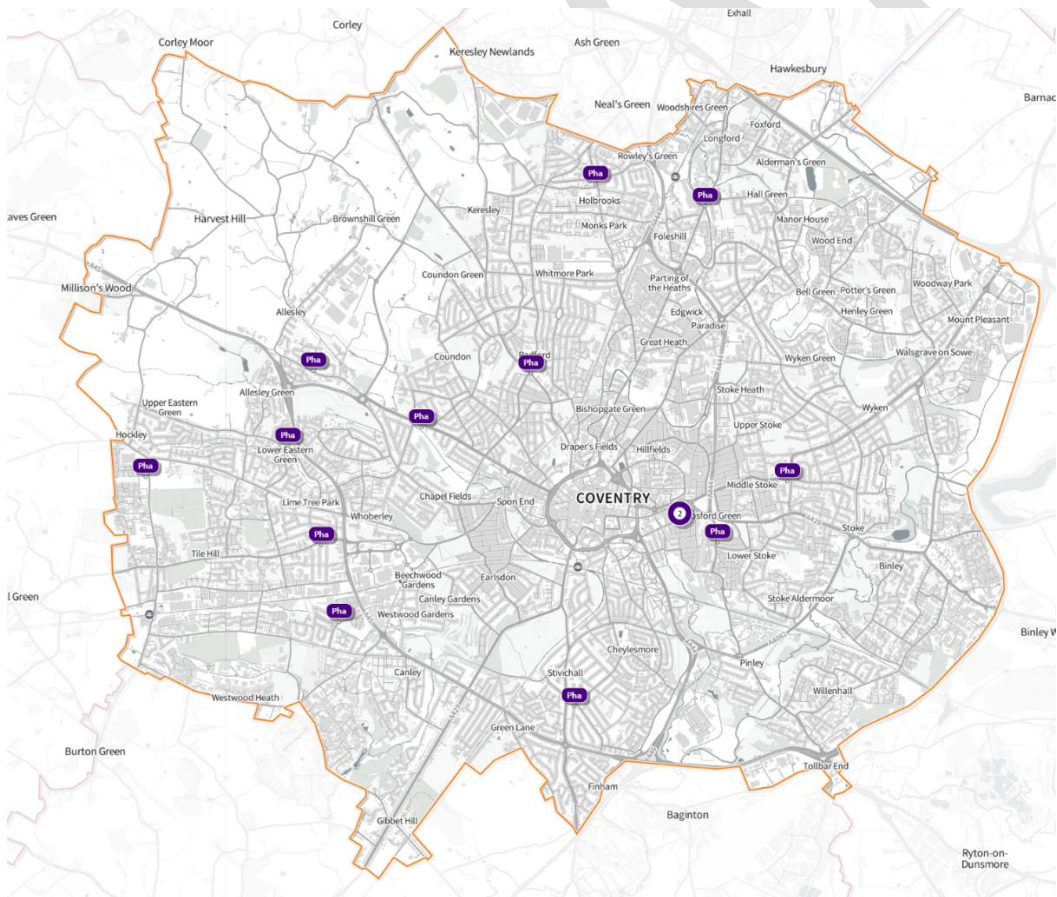 Corley
Exhall
Corley Moor
Keresley Newlands
Ash Green
Hawkesbury
Neal's Green
Woodshires Green
Barnac
Foxford
Longford
Rowley's Green
Alderman's Green
Pha
Pha
Holbrooks
Hall Green
Keresley
aves Green
Harvest Hill
Brownshill Green
Monks Park
Manor House
Foleshill
Wood End
Coundon Green
Whitmore Park
Parting of
the Heaths
Woodway Park
A45
Millison's Wood
Bell Green
Potter's Green
Edgwick
Henley Green
Allesley
Paradise
Mount Pleasant
Great Heath
Walsgrave on Sowe
Pha
Coundon
Pha
Wyken Green
Allesley Green
Stoke Heath
Upper Eastern
Green
Bishopgate Green
Wyken
Pha
Upper Stoke
Hockley
Pha
Lower Eastern
Green
Draper's Fields
Hillfields
Pha
Pha
Middle Stoke
Lime Tree Park
Chapel Fields
Spon End
COVENTRY
2
Whoberley
osford Green
Pha
Pha
Stoke
Tile Hill
Lower Stoke
Binley
Beechwood
Gardens
Earlsdon
l Green
Canley Gardens
Stoke Aldermoor
Pha
Westwood Gardens
Binley W
Cheylesmore
Pinley
Canley
Stivichall
Willenhall
Westwood Heath
Pha
Green Lane
Burton Green
Tollbar End
Finham
Baginton
Gibbet Hill
Ryton-on-
Dunsmore